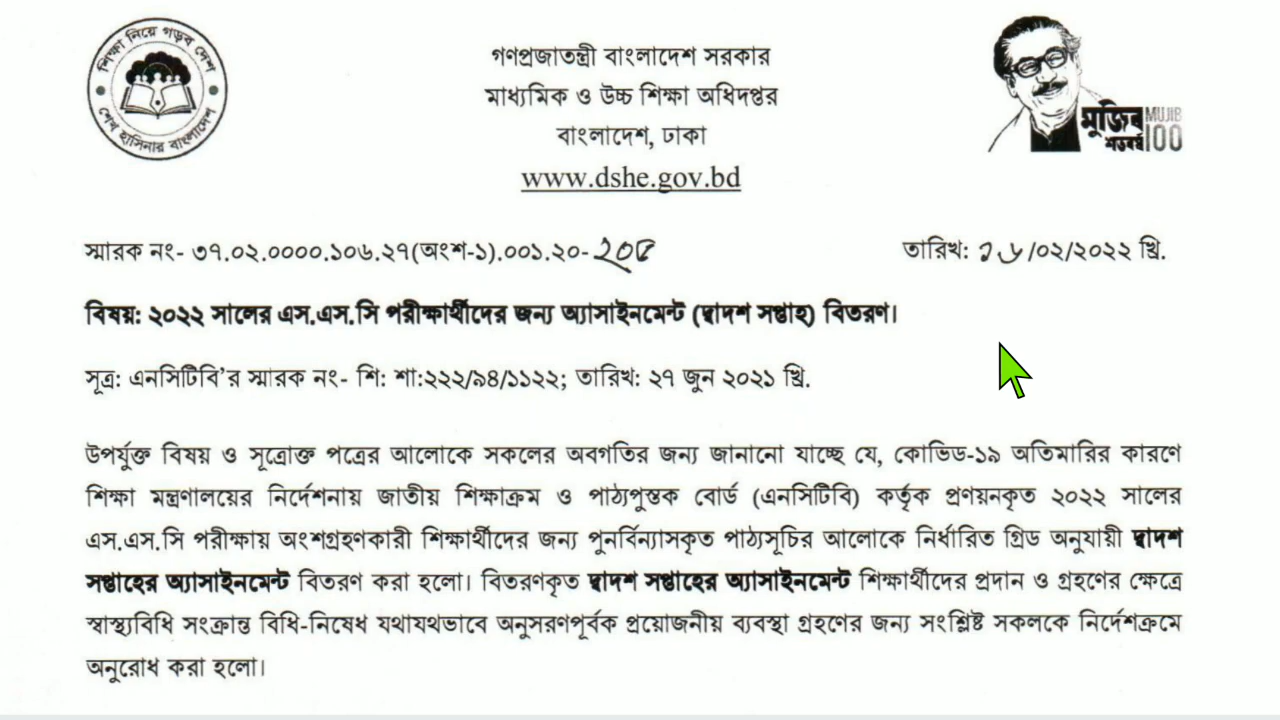 শিক্ষা নিয়ে গড়ব দেশ
শেখ হাসিনার বাংলাদেশ
গণপ্রজাতন্ত্রী বাংলাদেশ সরকার
মাধ্যমিক ও উচ্চ শিক্ষা অধিদপ্তর
বাংলাদেশ, ঢাকা
www.dshe.gov.bd
মুজিব
শতবর্ষ
MUJIB
100
স্মারক নং- ৩৭.০২.০০০০.১০৬.২৭(অংশ-১).০০১.২০-২০৫
তারিখ: ১৬/০২/২০২২ খ্রি.
বিষয়: ২০২২ সালের এস.এস.সি পরীক্ষার্থীদের জন্য অ্যাসাইনমেন্ট (দ্বাদশ সপ্তাহ) বিতরণ।
সূত্র: এনসিটিবি'র স্মারক নং- শি: শা:২২২/৯৪/১১২২; তারিখ: ২৭ জুন ২০২১ খ্রি.
উপর্যুক্ত বিষয় ও সূত্রোক্ত পত্রের আলোকে সকলের অবগতির জন্য জানানো যাচ্ছে যে, কোভিড-১৯ অতিমারির কারণে
শিক্ষা মন্ত্রণালয়ের নির্দেশনায় জাতীয় শিক্ষাক্রম ও পাঠ্যপুস্তক বোর্ড (এনসিটিবি) কর্তৃক প্রণয়নকৃত ২০২২ সালের
এস.এস.সি পরীক্ষায় অংশগ্রহণকারী শিক্ষার্থীদের জন্য পুনর্বিন্যাসকৃত পাঠ্যসূচির আলোকে নির্ধারিত গ্রিড অনুযায়ী দ্বাদশ
সপ্তাহের অ্যাসাইনমেন্ট বিতরণ করা হলো। বিতরণকৃত দ্বাদশ সপ্তাহের অ্যাসাইনমেন্ট শিক্ষার্থীদের প্রদান ও গ্রহণের ক্ষেত্রে
স্বাস্থ্যবিধি সংক্রান্ত বিধি-নিষেধ যথাযথভাবে অনুসরণপূর্বক প্রয়োজনীয় ব্যবস্থা গ্রহণের জন্য সংশ্লিষ্ট সকলকে নির্দেশক্রমে
অনুরোধ করা হলো।